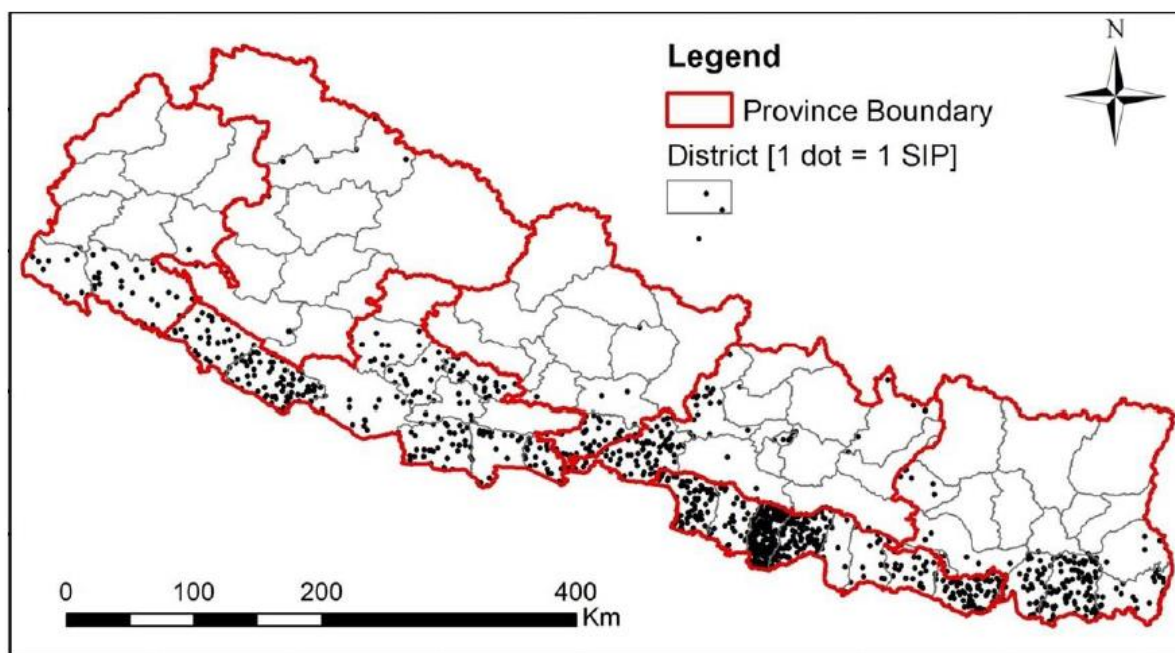 N
Legend
Province Boundary
District [1 dot = 1 SIP]
0 100 200 400
Km